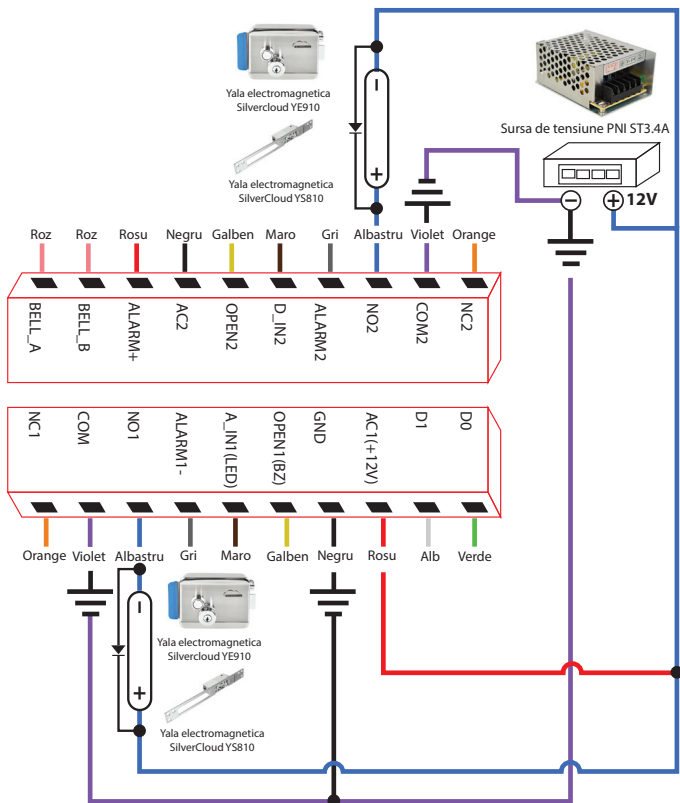 Yala electromagnetica
Silvercloud YE910
Yala electromagnetica
SilverCloud YS810
Sursa de tensiune PNI ST3.4A
12V
Roz Roz Rosu Negru Galben Maro Gri Albastru Violet Orange
BELL_A
BELL_B
ALARM+
AC2
OPEN2
D_IN2
ALARM2
NO2
COM2
NC2
NC1
COM
NO1
ALARM1-
A_IN1(LED)
OPEN1(BZ)
GND
AC1(+12V)
D1
D0
Orange Violet Albastru Gri Maro Galben Negru Rosu Alb Verde
Yala electromagnetica
Silvercloud YE910
Yala electromagnetica
SilverCloud YS810